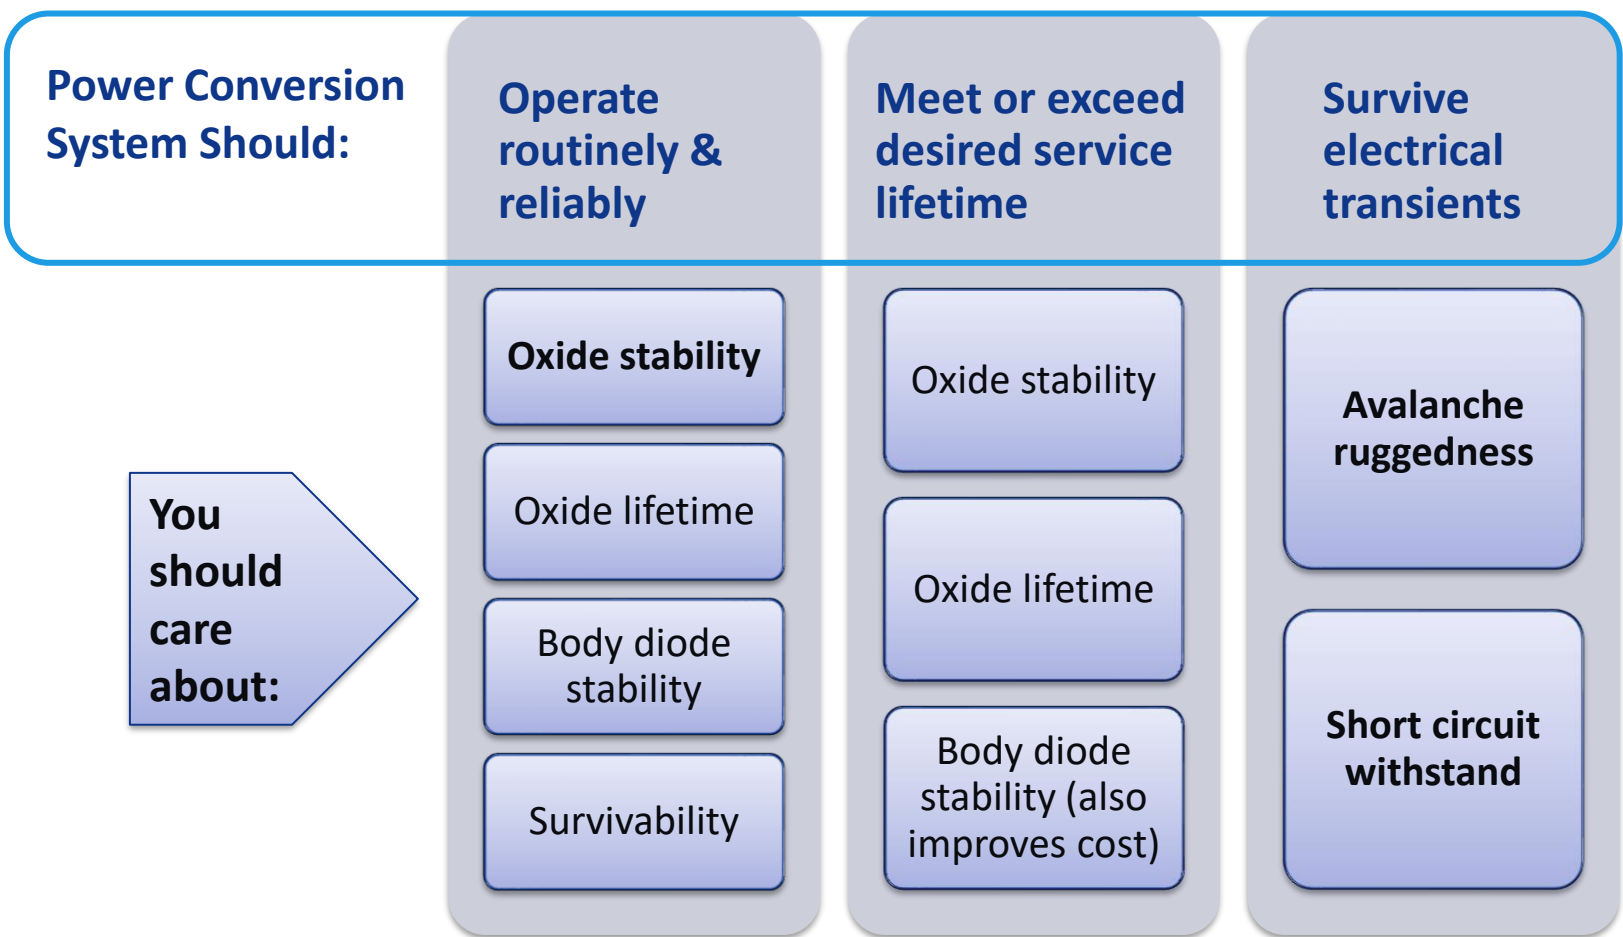 Power Conversion
System Should:
Operate
routinely &
reliably
Meet or exceed
desired service
lifetime
Survive
electrical
transients
You
should
care
about:
Oxide stability
Oxide lifetime
Body diode
stability
Survivability
Oxide stability
Oxide lifetime
Body diode
stability (also
improves cost)
Avalanche
ruggedness
Short circuit
withstand